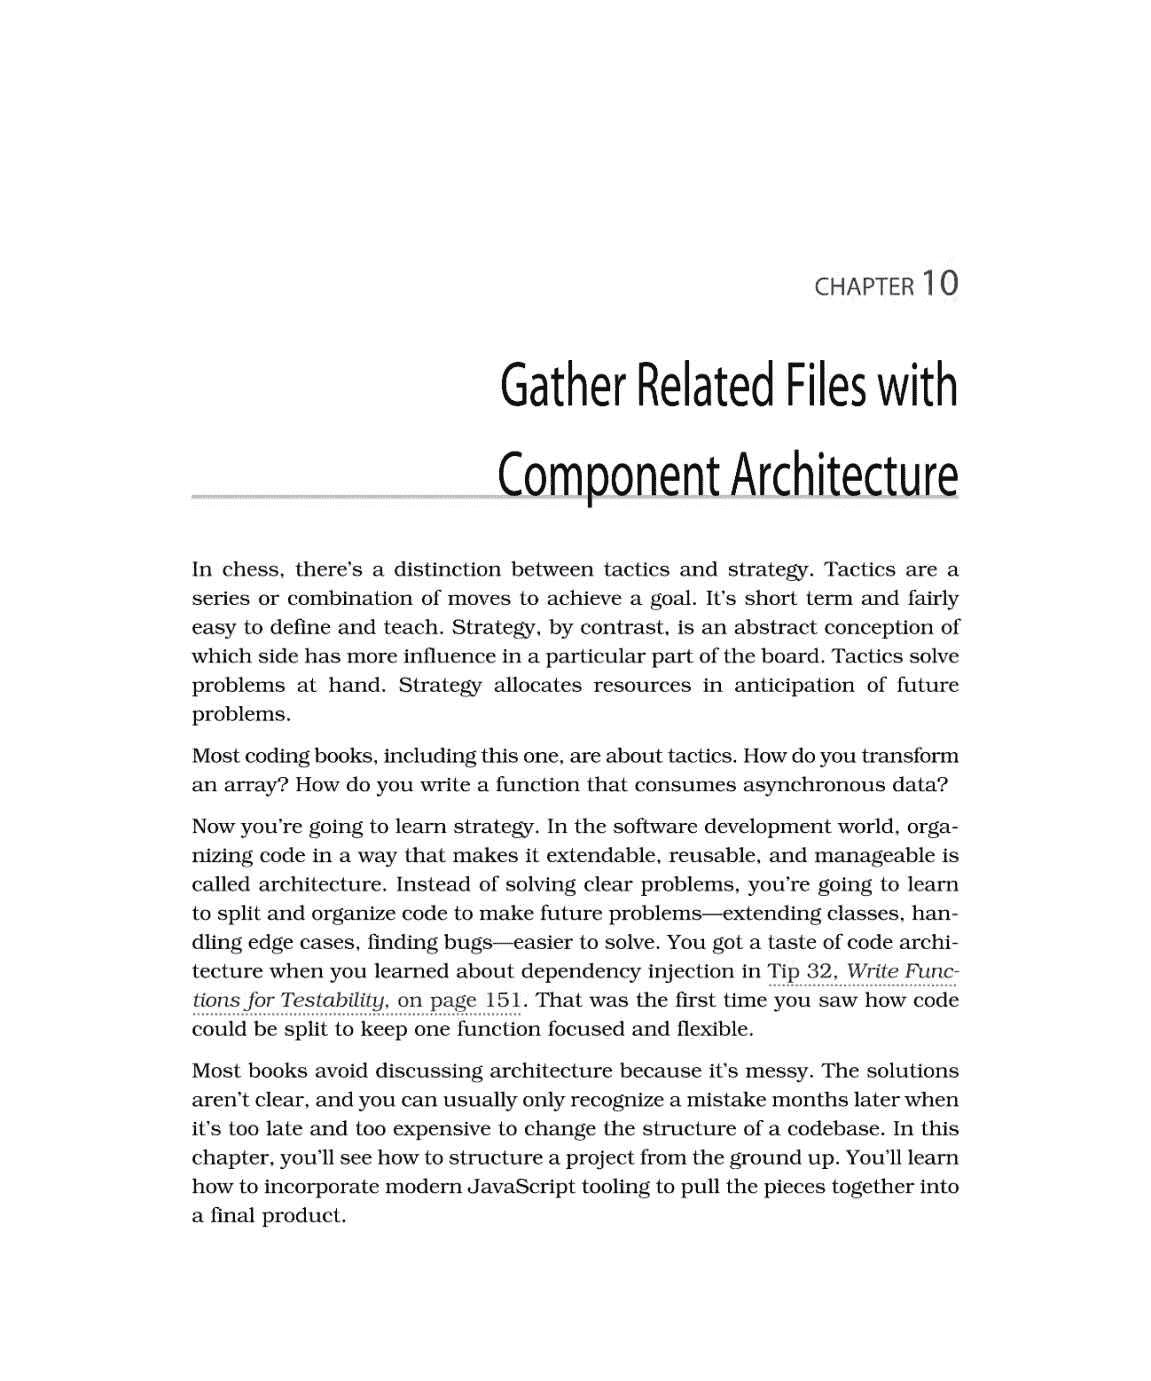 CHAPTER 10
Gather Related Files with
Component Architecture
In chess, there's a distinction between tactics and strategy. Tactics are a
series or combination of moves to achieve a goal. It's short term and fairly
easy to define and teach. Strategy, by contrast, is an abstract conception of
which side has more influence in a particular part of the board. Tactics solve
problems at hand. Strategy allocates resources in anticipation of future
problems.
Most coding books, including this one, are about tactics. How do you transform
an array? How do you write a function that consumes asynchronous data?
Now you're going to learn strategy. In the software development world, orga-
nizing code in a way that makes it extendable, reusable, and manageable is
called architecture. Instead of solving clear problems, you're going to learn
to split and organize code to make future problems—extending classes, han-
dling edge cases, finding bugs—easier to solve. You got a taste of code archi-
tecture when you learned about dependency injection in Tip 32, Write Func-
tions for Testability, on page 151. That was the first time you saw how code
could be split to keep one function focused and flexible.
Most books avoid discussing architecture because it's messy. The solutions
aren't clear, and you can usually only recognize a mistake months later when
it's too late and too expensive to change the structure of a codebase. In this
chapter, you'll see how to structure a project from the ground up. You'll learn
how to incorporate modern JavaScript tooling to pull the pieces together into
a final product.